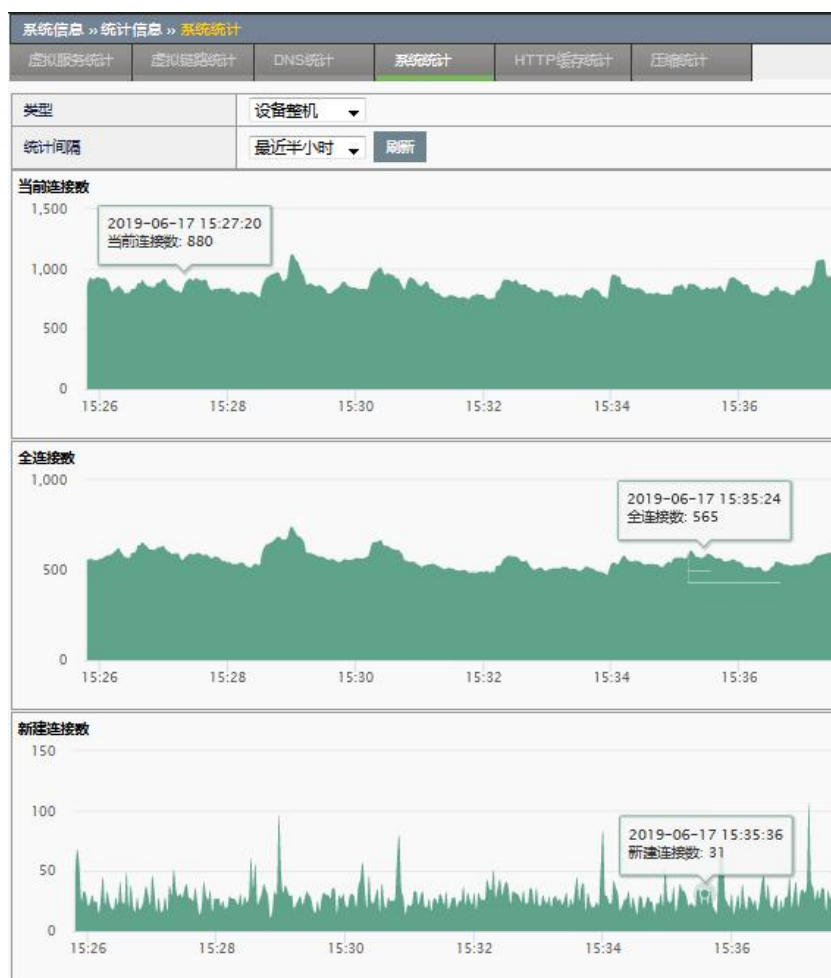 系统信息 » 统计信息 » 系统统计
虚拟服务统计 虚拟链路统计 DNS统计 系统统计 HTTP缓存统计 压缩统计
类型 设备整机
统计间隔 最近半小时 刷新
当前连接数
1,500
2019-06-17 15:27:20
当前连接数: 880
1,000
500
0
15:26 15:28 15:30 15:32 15:34 15:36
全连接数
1,000
2019-06-17 15:35:24
全连接数: 565
500
0
15:26 15:28 15:30 15:32 15:34 15:36
新建连接数
150
100
2019-06-17 15:35:36
新建连接数: 31
50
0
15:26 15:28 15:30 15:32 15:34 15:36